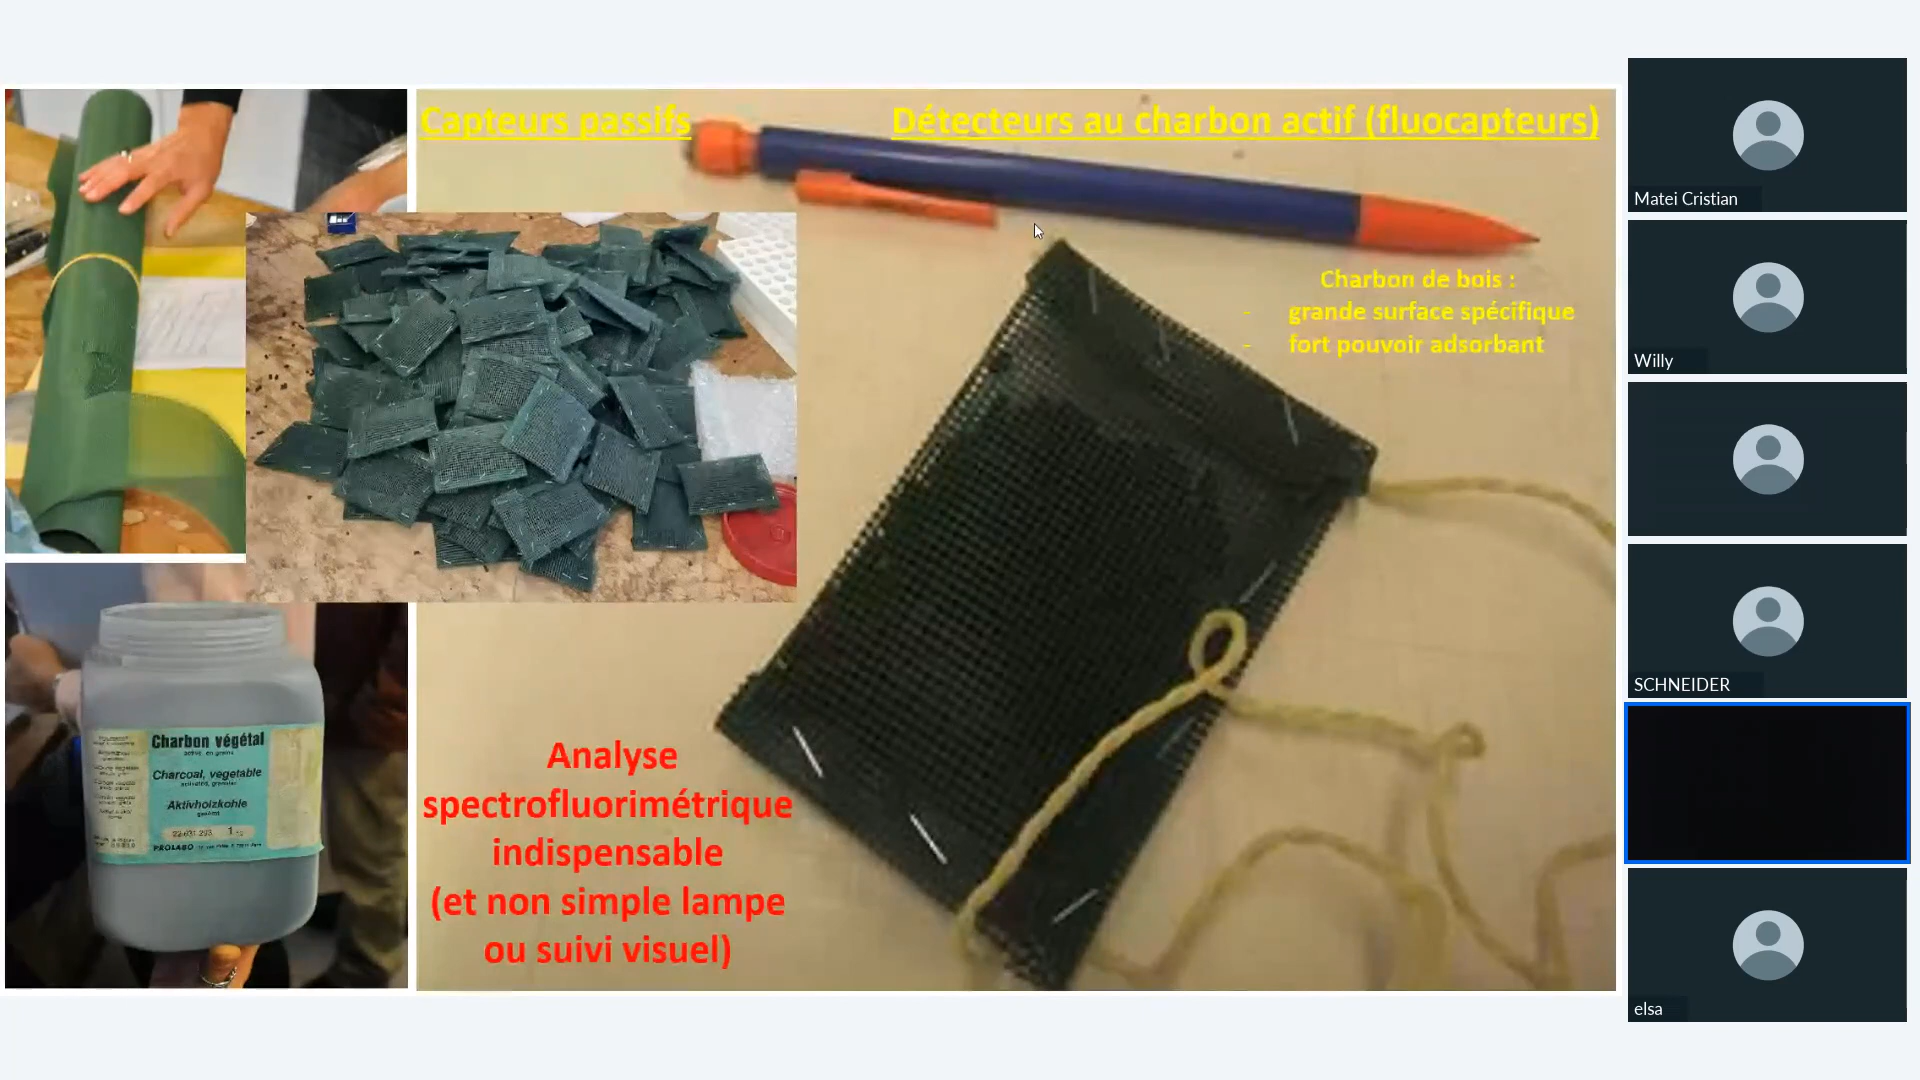 Capteurs passifs
Détecteurs au charbon actif (fluocapteurs)
Charbon de bois :
- grande surface spécifique
- fort pouvoir adsorbant
Analyse
spectrofluorimétrique
indispensable
(et non simple lampe
ou suivi visuel)
Charbon végétal
Charcoal, vegetable
Aktivholzkohle
PROLABO
Matei Cristian
Willy
SCHNEIDER
elsa